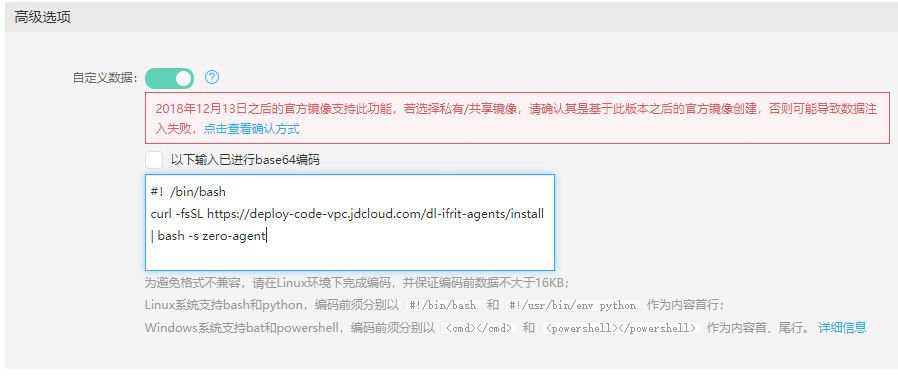 高级选项
自定义数据：
2018年12月13日之后的官方镜像支持此功能，若选择私有/共享镜像，请确认其是基于此版本之后的官方镜像创建，否则可能导致数据注
入失败，点击查看确认方式
以下输入已进行base64编码
#! /bin/bash
curl -fsSL https://deploy-code-vpc.jdcloud.com/dl-ifrit-agents/install
| bash -s zero-agent
为避免格式不兼容，请在Linux环境下完成编码，并保证编码前数据不大于16KB；
Linux系统支持bash和python，编码前须分别以 #!/bin/bash 和 #!/usr/bin/env python 作为内容首行；
Windows系统支持bat和powershell，编码前须分别以 <cmd></cmd> 和 <powershell></powershell> 作为内容首、尾行。 详细信息